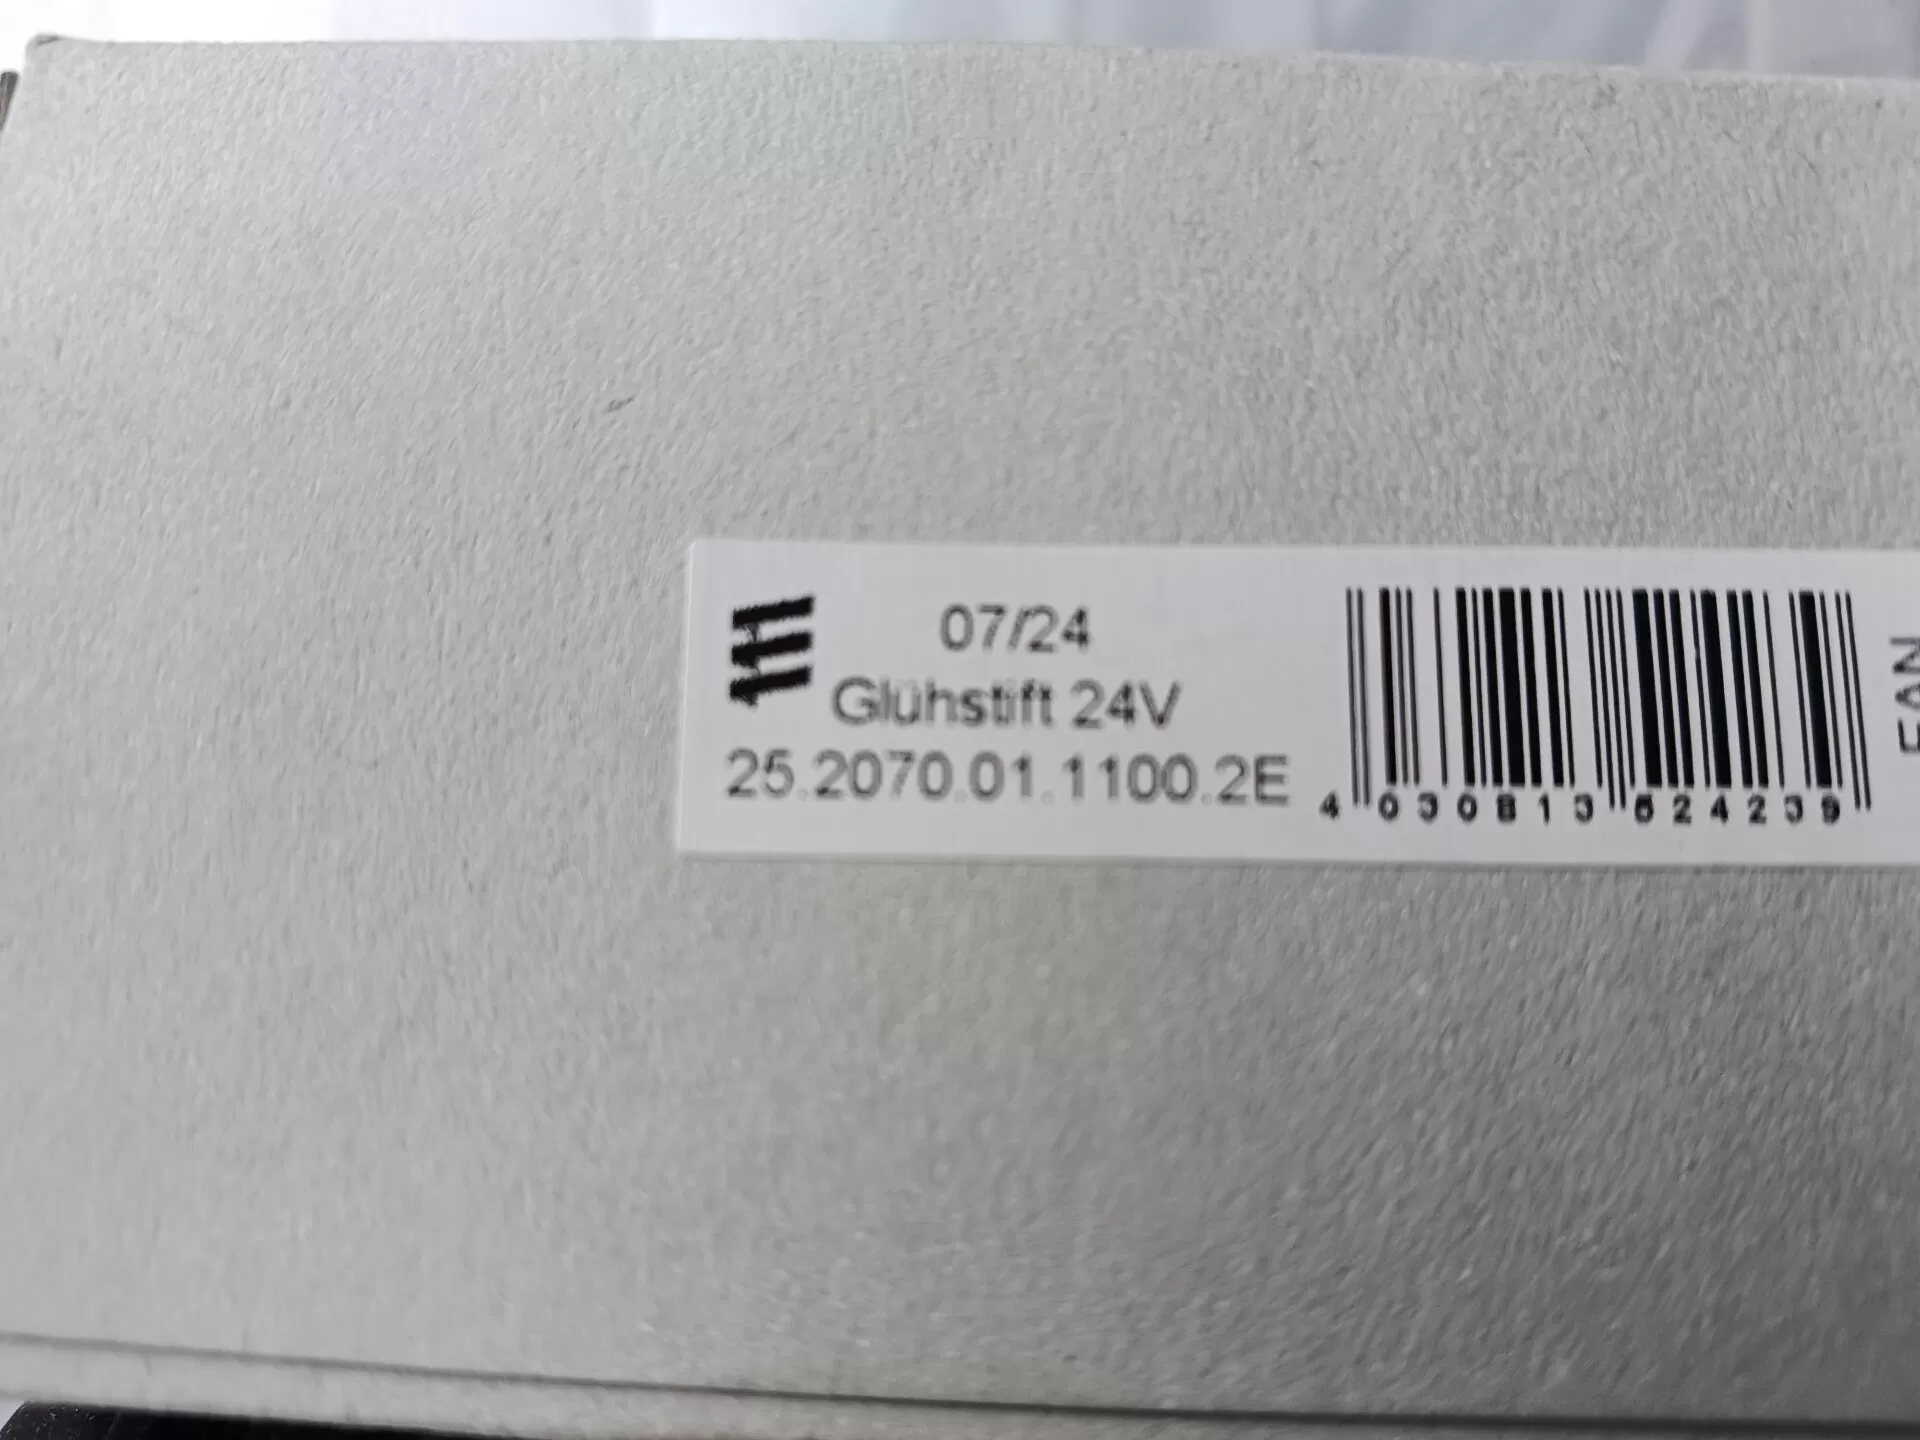 07/24
Glühstift 24V
25.2070.01.1100.2E
4 030813 624239
EAN